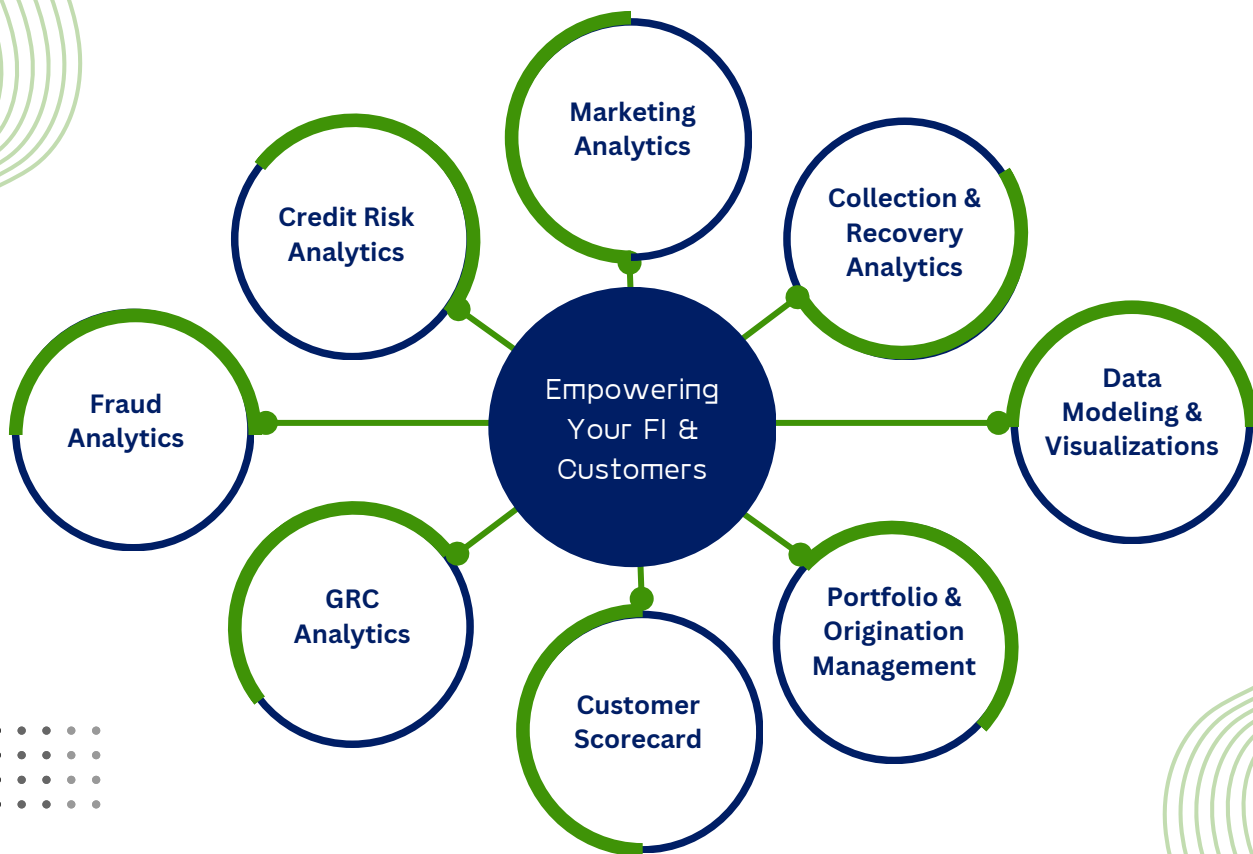 Marketing
Analytics
Credit Risk
Analytics
Collection &
Recovery
Analytics
Fraud
Analytics
Empowering
Your FI &
Customers
Data
Modeling &
Visualizations
GRC
Analytics
Portfolio &
Origination
Management
Customer
Scorecard